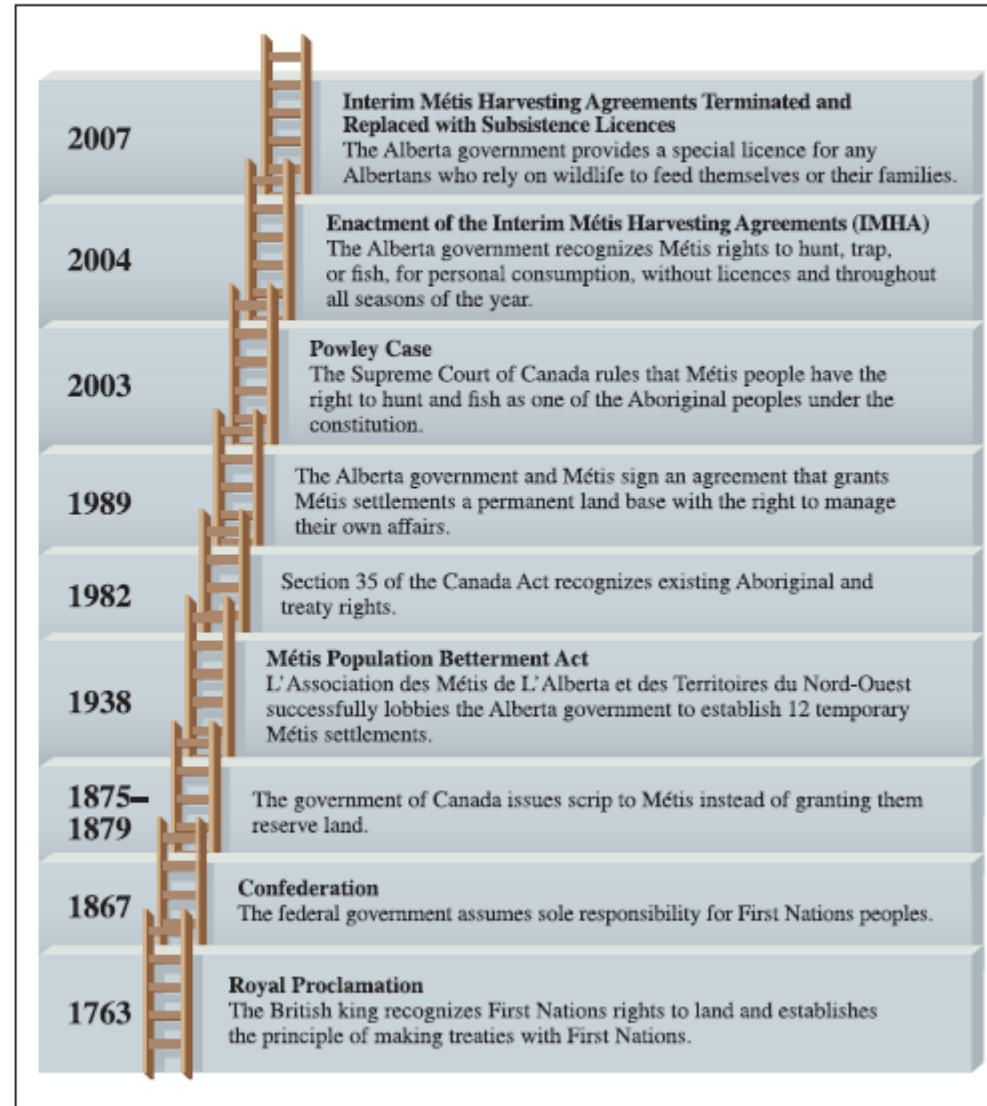 2007
Interim Métis Harvesting Agreements Terminated and
Replaced with Subsistence Licences
The Alberta government provides a special licence for any
Albertans who rely on wildlife to feed themselves or their families.
2004
Enactment of the Interim Métis Harvesting Agreements (IMHA)
The Alberta government recognizes Métis rights to hunt, trap,
or fish, for personal consumption, without licences and throughout
all seasons of the year.
2003
Powley Case
The Supreme Court of Canada rules that Métis people have the
right to hunt and fish as one of the Aboriginal peoples under the
constitution.
1989
The Alberta government and Métis sign an agreement that grants
Métis settlements a permanent land base with the right to manage
their own affairs.
1982
Section 35 of the Canada Act recognizes existing Aboriginal and
treaty rights.
1938
Métis Population Betterment Act
L'Association des Métis de L'Alberta et des Territoires du Nord-Ouest
successfully lobbies the Alberta government to establish 12 temporary
Métis settlements.
1875–
1879
The government of Canada issues scrip to Métis instead of granting them
reserve land.
1867
Confederation
The federal government assumes sole responsibility for First Nations peoples.
1763
Royal Proclamation
The British king recognizes First Nations rights to land and establishes
the principle of making treaties with First Nations.